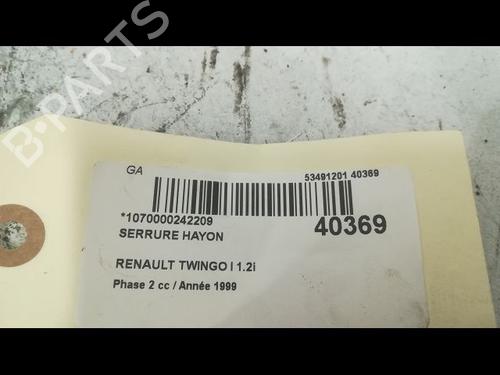 B-PARTS
GA
53491201 40369
*1070000242209
40369
SERRURE HAYON
RENAULT TWINGO I 1.2i
Phase 2 cc / Année 1999